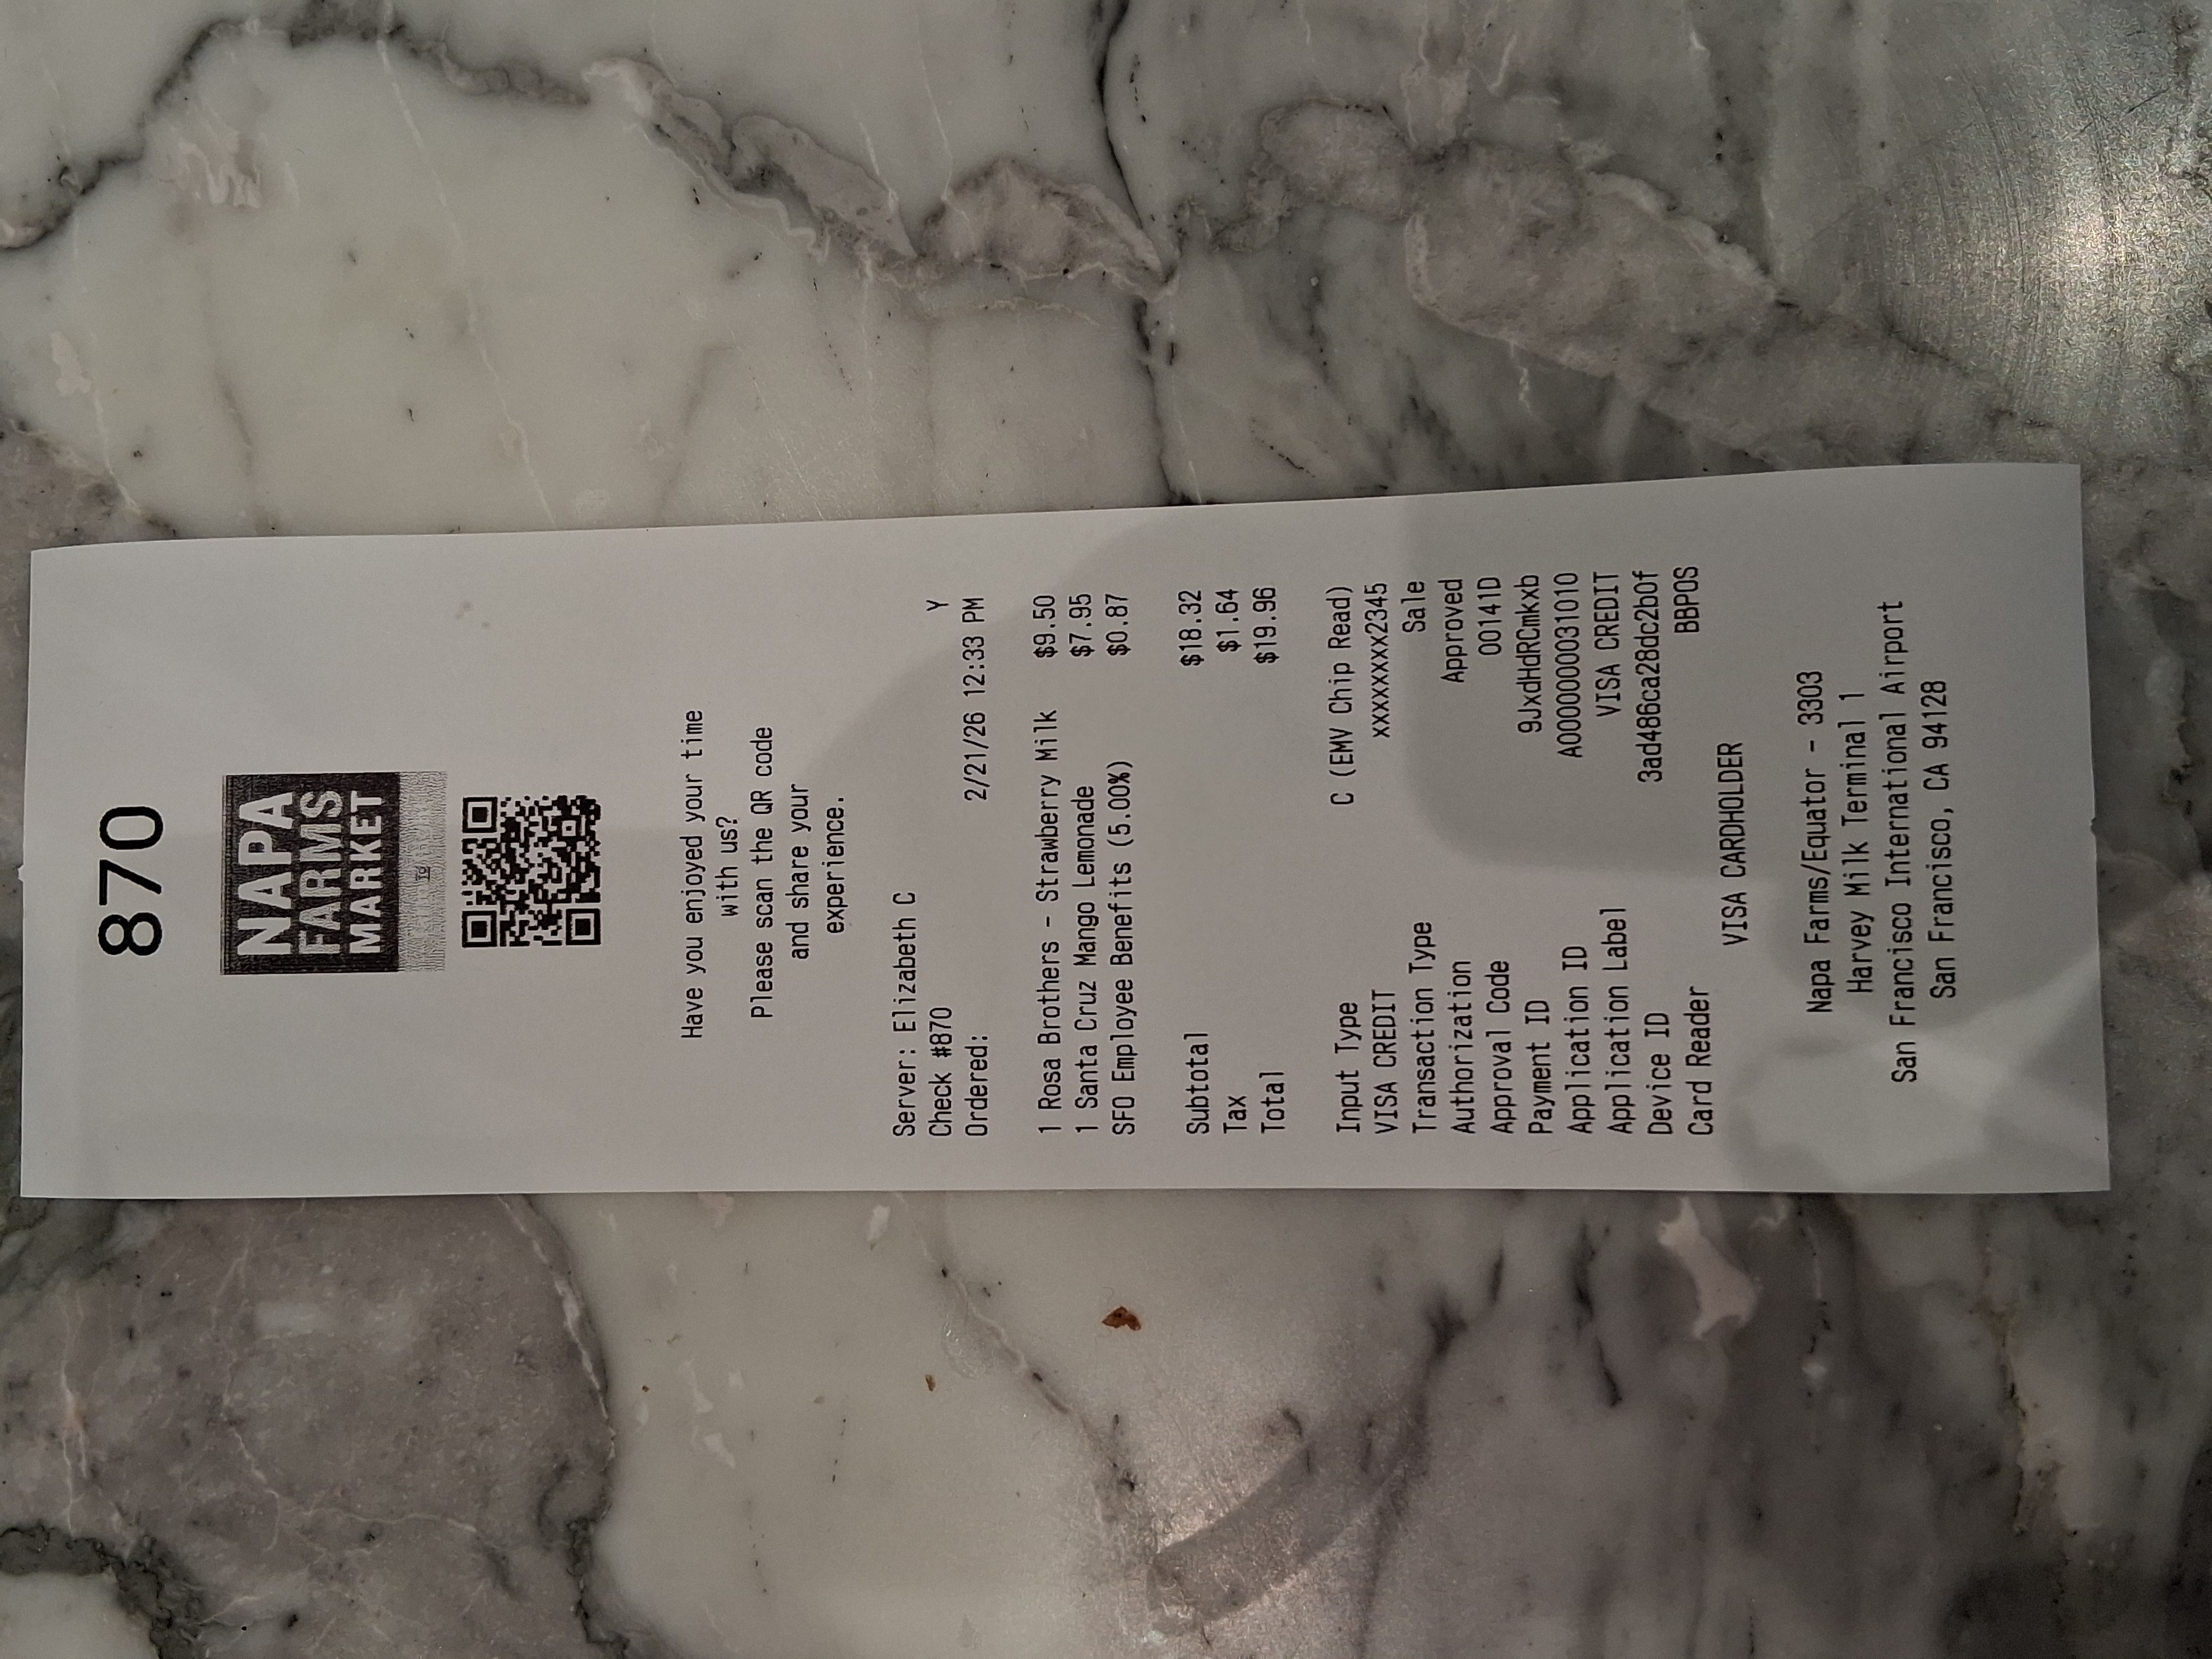 870
NAPA
FARMS
MARKET
TO
Have you enjoyed your time
with us?
Please scan the QR code
and share your
experience.
Server: Elizabeth C
Check #870 Y
Ordered: 2/21/26 12:33 PM
1 Rosa Brothers - Strawberry Milk $9.50
1 Santa Cruz Mango Lemonade $7.95
SFO Employee Benefits (5.00%) $0.87
Subtotal $18.32
Tax $1.64
Total $19.96
Input Type C (EMV Chip Read)
VISA CREDIT xxxxxxxx2345
Transaction Type Sale
Authorization Approved
Approval Code 00141D
Payment ID 9JxdHdRCmkxb
Application ID A0000000031010
Application Label VISA CREDIT
Device ID 3ad486ca28dc2b0f
Card Reader BBPOS
VISA CARDHOLDER
Napa Farms/Equator - 3303
Harvey Milk Terminal 1
San Francisco International Airport
San Francisco, CA 94128